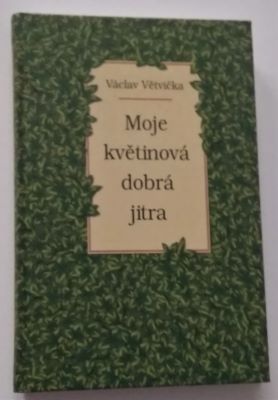 Václav Větvička
Moje
květinová
dobrá
jitra